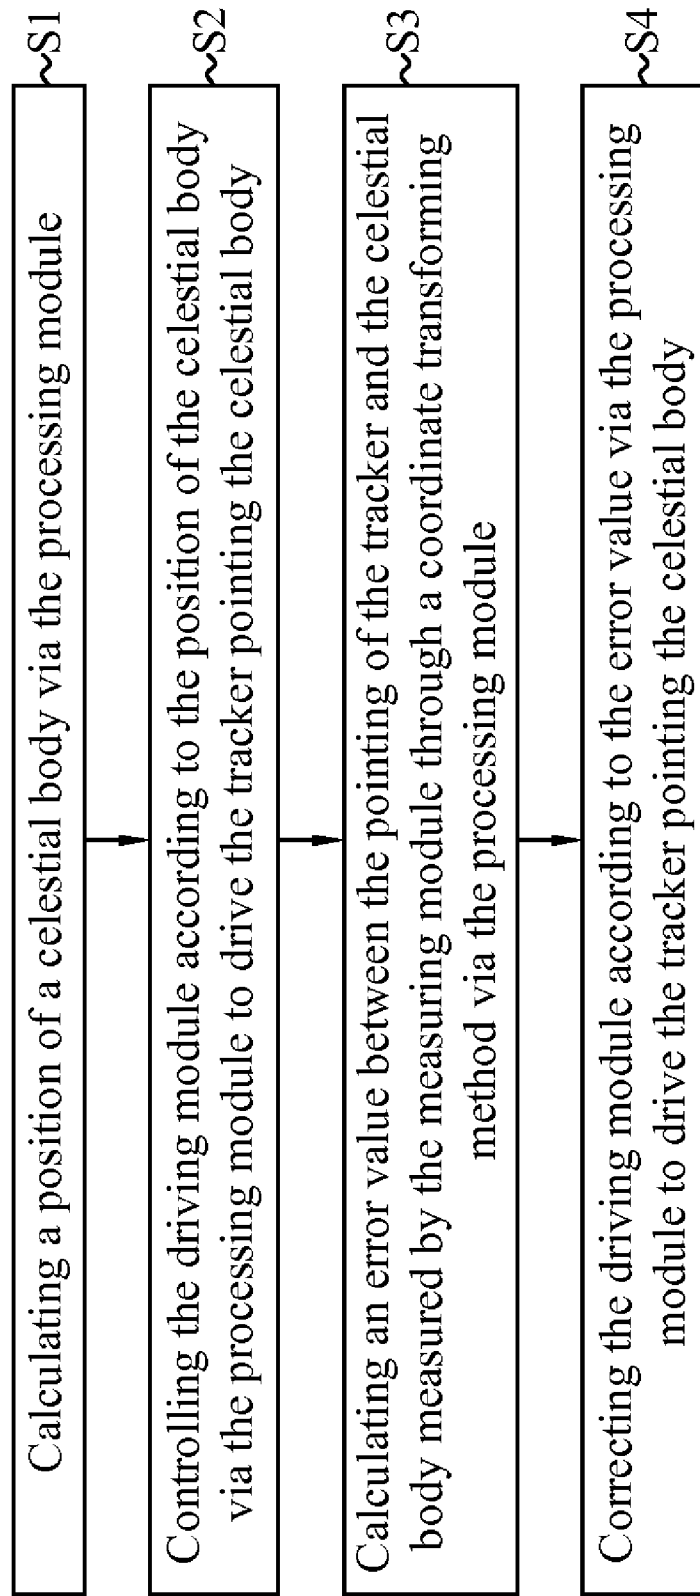 Calculating a position of a celestial body via the processing module
S1
Controlling the driving module according to the position of the celestial body
via the processing module to drive the tracker pointing the celestial body
S2
Calculating an error value between the pointing of the tracker and the celestial
body measured by the measuring module through a coordinate transforming
method via the processing module
S3
Correcting the driving module according to the error value via the processing
module to drive the tracker pointing the celestial body
S4